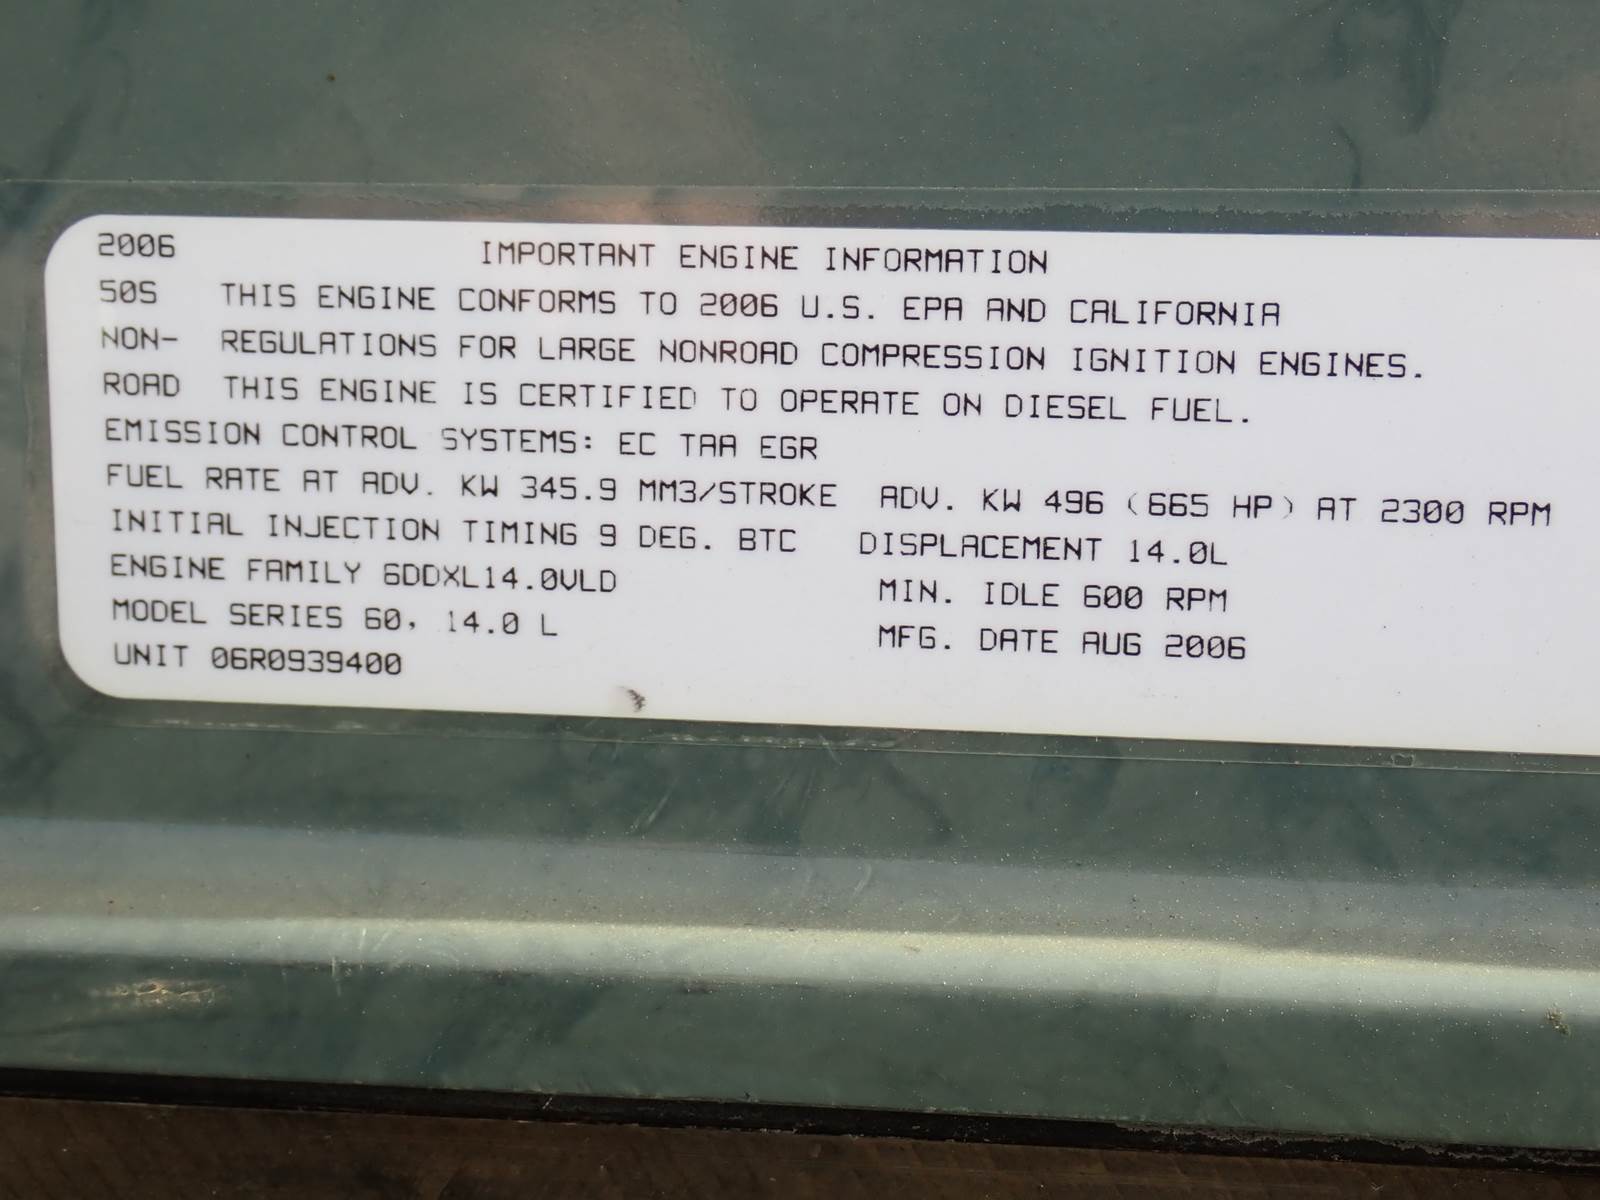 2006 IMPORTANT ENGINE INFORMATION
50S THIS ENGINE CONFORMS TO 2006 U.S. EPA AND CALIFORNIA
NON- REGULATIONS FOR LARGE NONROAD COMPRESSION IGNITION ENGINES.
ROAD THIS ENGINE IS CERTIFIED TO OPERATE ON DIESEL FUEL.
EMISSION CONTROL SYSTEMS: EC TAA EGR
FUEL RATE AT ADV. KW 345.9 MM3/STROKE ADV. KW 496 (665 HP) AT 2300 RPM
INITIAL INJECTION TIMING 9 DEG. BTC DISPLACEMENT 14.0L
ENGINE FAMILY 6DDXL14.0VLD MIN. IDLE 600 RPM
MODEL SERIES 60, 14.0 L MFG. DATE AUG 2006
UNIT 06R0939400